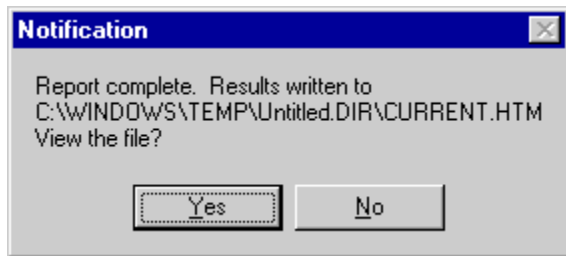 Notification
Report complete.  Results written to
C:\WINDOWS\TEMP\Untitled.DIR\CURRENT.HTM
View the file?
Yes
No